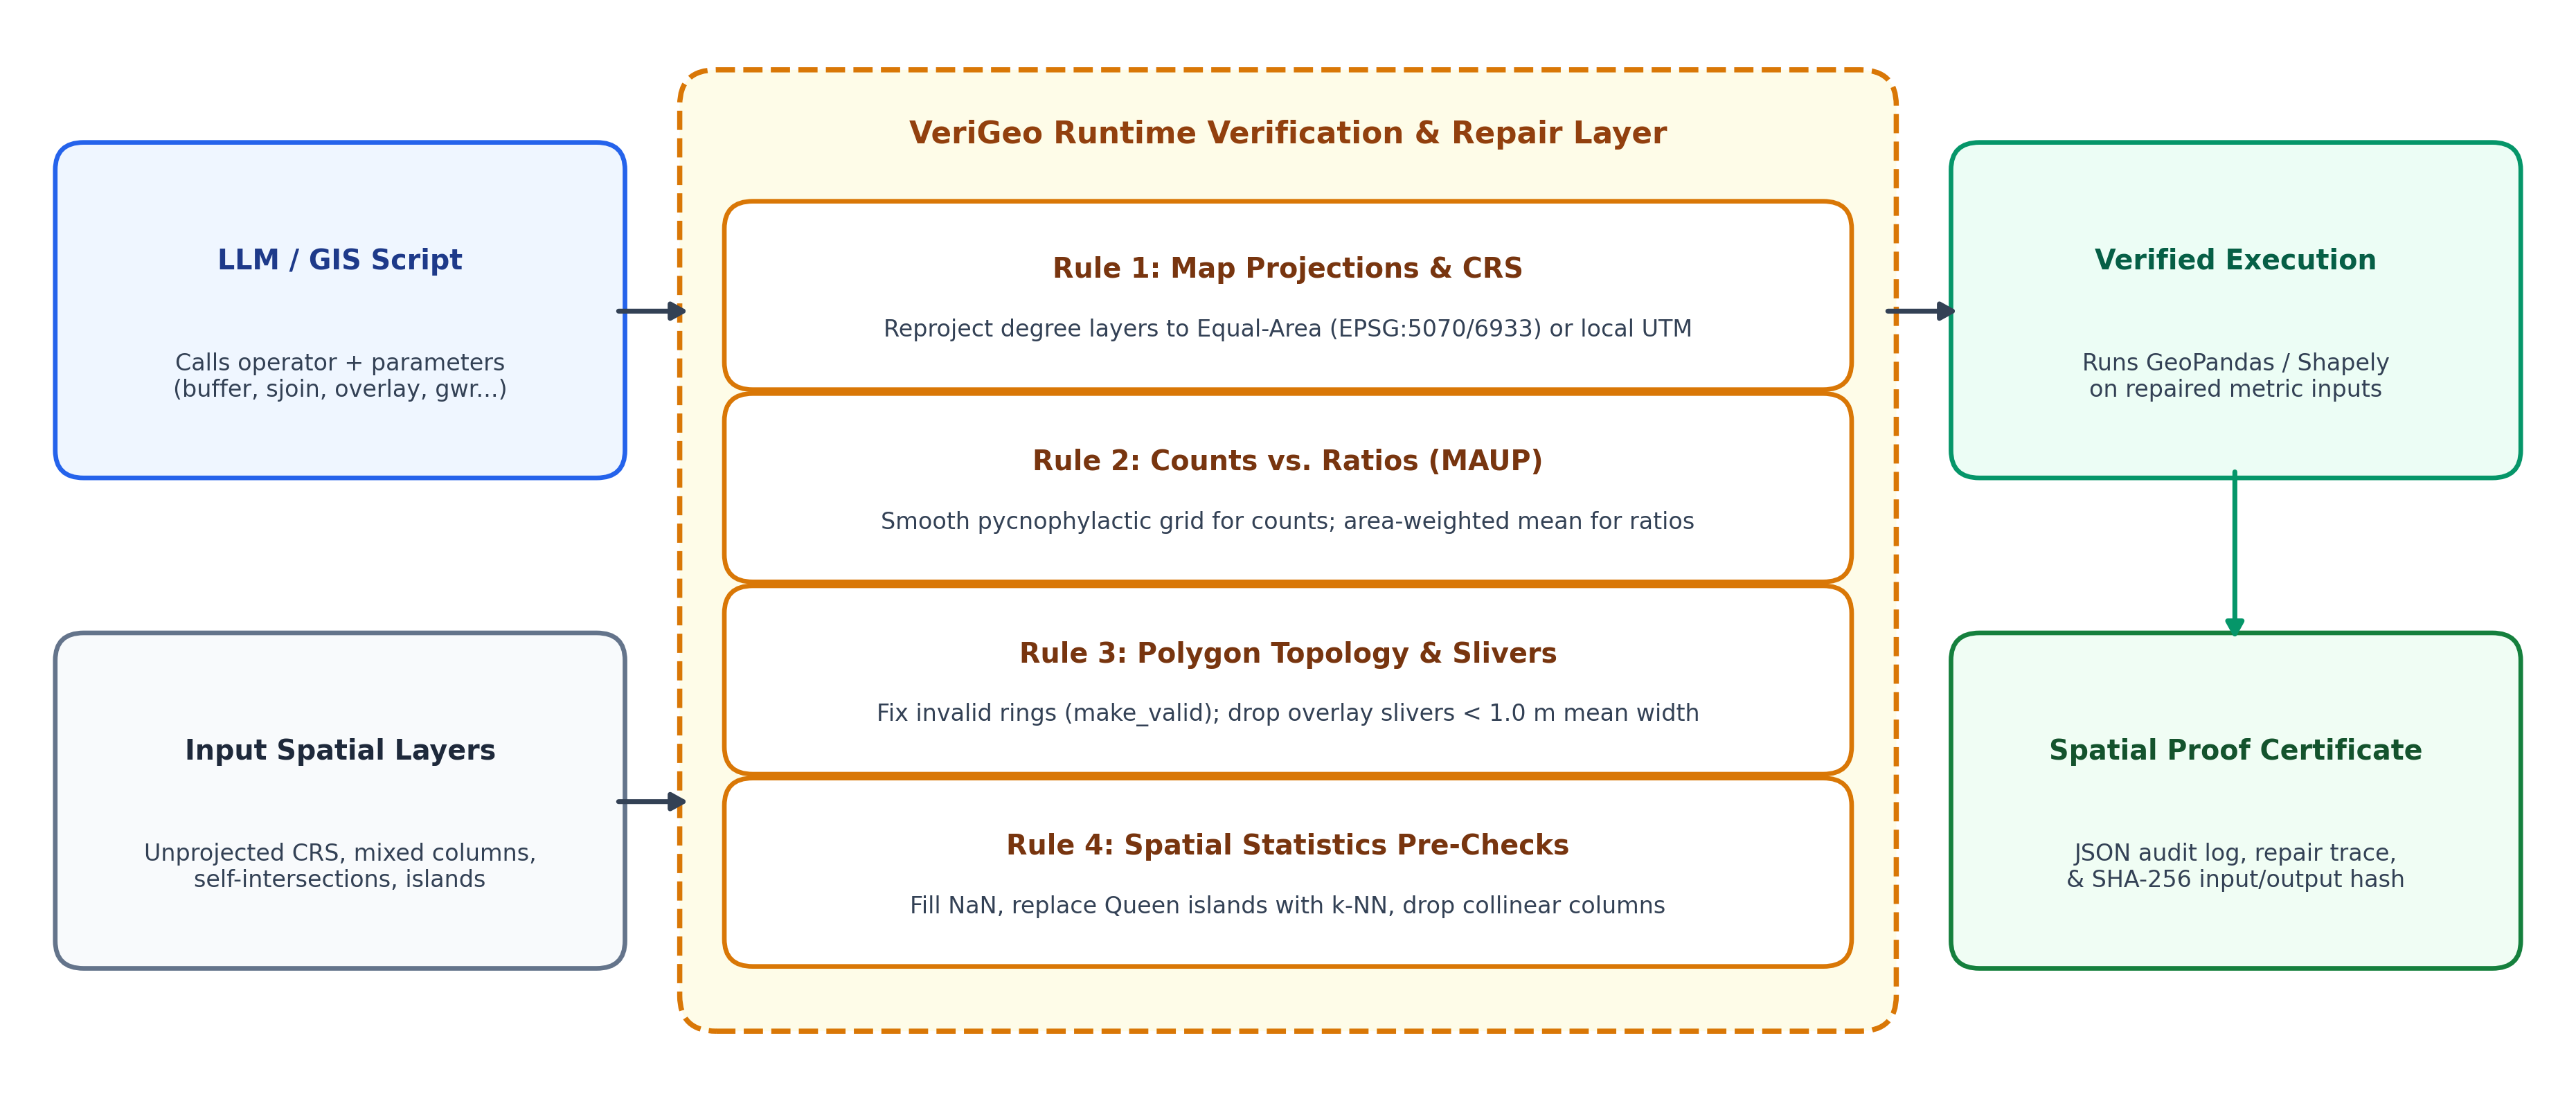 LLM / GIS Script
Calls operator + parameters
(buffer, sjoin, overlay, gwr...)
Input Spatial Layers
Unprojected CRS, mixed columns,
self-intersections, islands
VeriGeo Runtime Verification & Repair Layer
Rule 1: Map Projections & CRS
Reproject degree layers to Equal-Area (EPSG:5070/6933) or local UTM
Rule 2: Counts vs. Ratios (MAUP)
Smooth pycnophylactic grid for counts; area-weighted mean for ratios
Rule 3: Polygon Topology & Slivers
Fix invalid rings (make_valid); drop overlay slivers < 1.0 m mean width
Rule 4: Spatial Statistics Pre-Checks
Fill NaN, replace Queen islands with k-NN, drop collinear columns
Verified Execution
Runs GeoPandas / Shapely
on repaired metric inputs
Spatial Proof Certificate
JSON audit log, repair trace,
& SHA-256 input/output hash